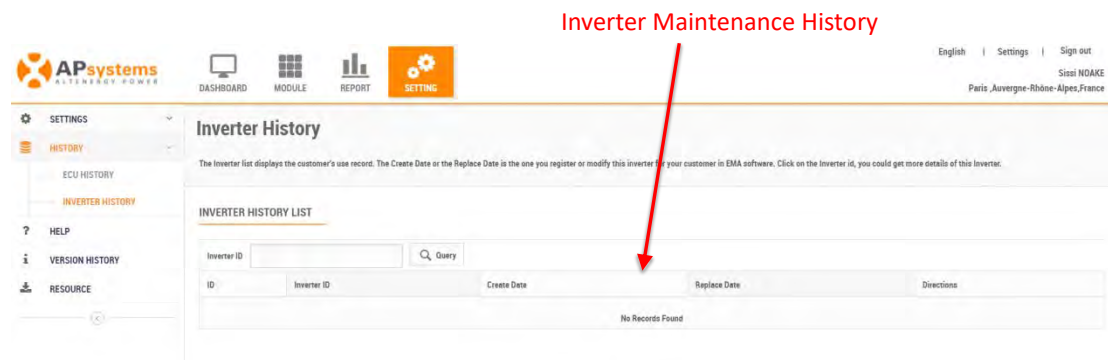 Inverter Maintenance History
English | Settings | Sign out
APsystems
ALTENERGY POWER
Sissi NOAKE
DASHBOARD MODULE REPORT SETTING
Paris ,Auvergne-Rhône-Alpes,France
SETTINGS
HISTORY
ECU HISTORY
INVERTER HISTORY
? HELP
i VERSION HISTORY
RESOURCE
Inverter History
The Inverter list displays the customer's use record. The Create Date or the Replace Date is the one you register or modify this inverter for your customer in EMA software. Click on the Inverter id, you could get more details of this Inverter.
INVERTER HISTORY LIST
Inverter ID Query
ID Inverter ID Create Date Replace Date Directions
No Records Found